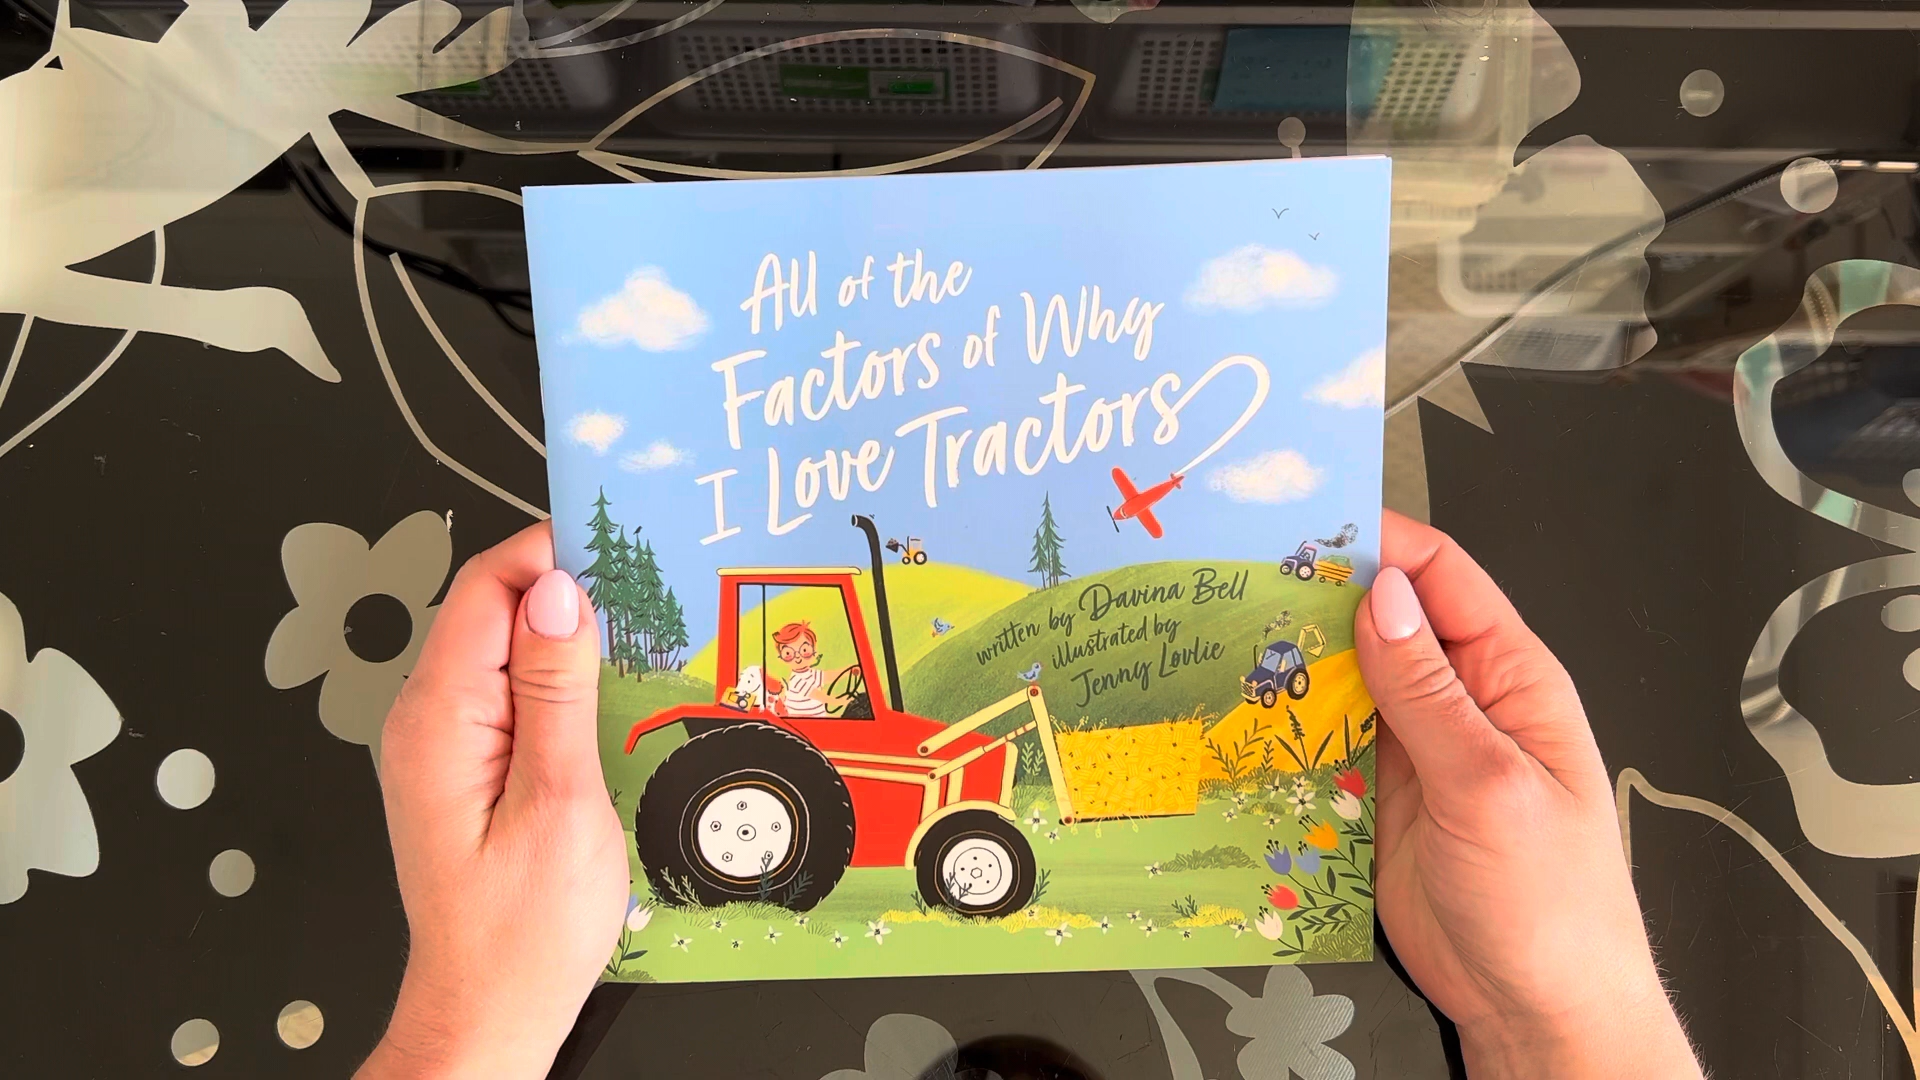 All of the
Factors of Why
I Love Tractors
written by Davina Bell
illustrated by
Jenny Lovlie